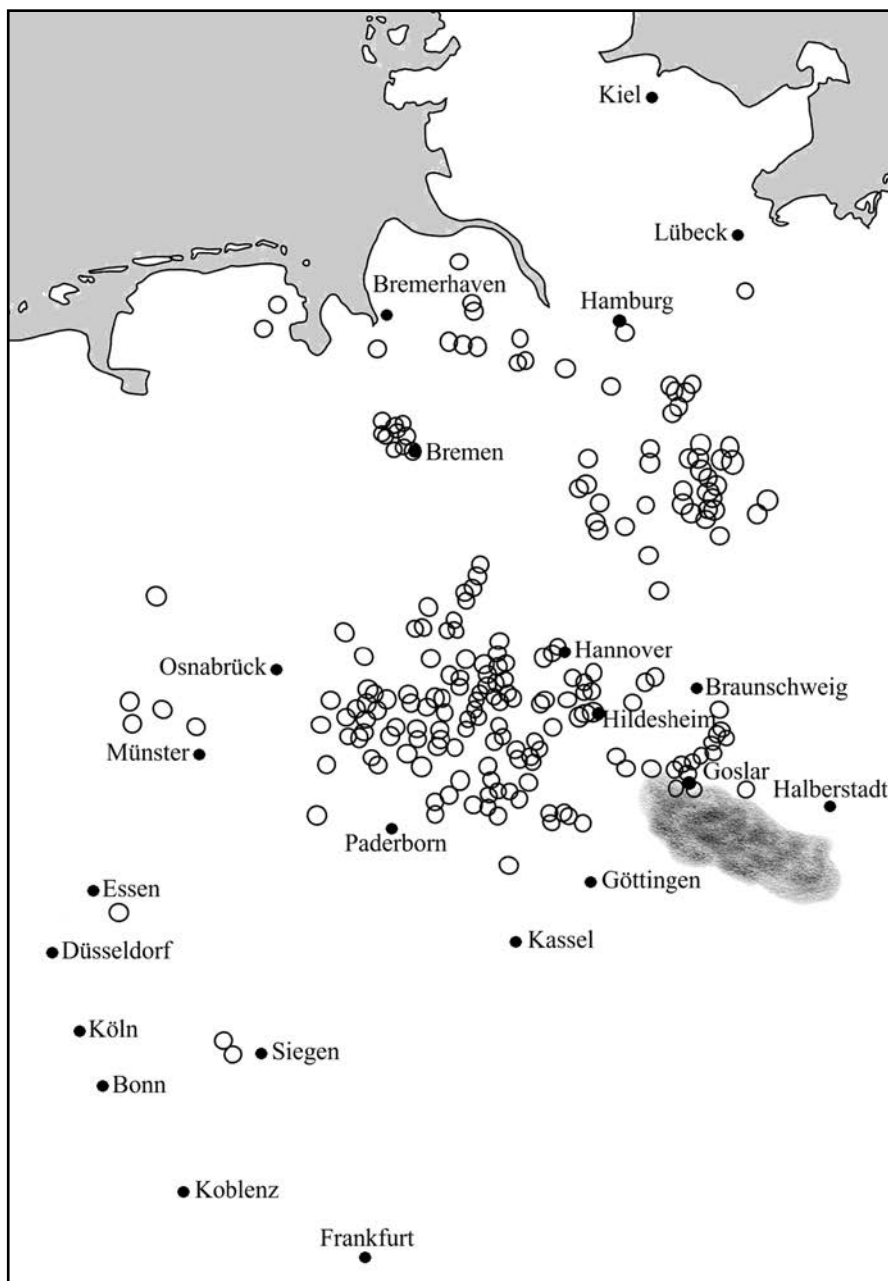 Kiel
Lübeck
Bremerhaven
Hamburg
Bremen
Hannover
Osnabrück
Braunschweig
Hildesheim
Münster
Goslar
Halberstadt
Paderborn
Göttingen
Essen
Kassel
Düsseldorf
Köln
Siegen
Bonn
Koblenz
Frankfurt